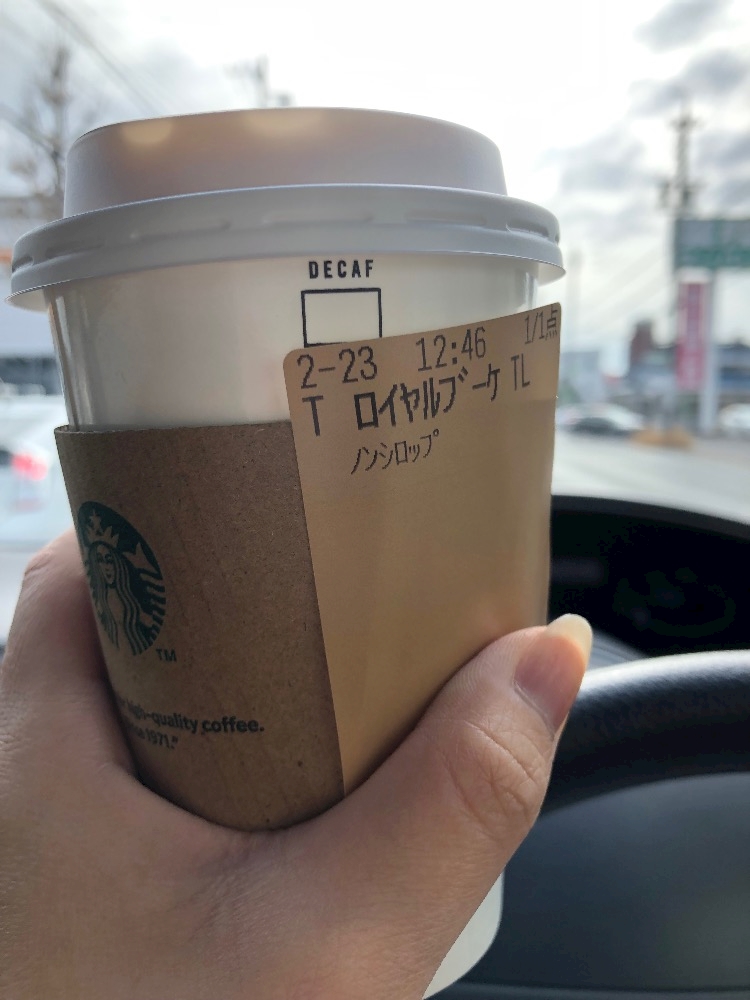 DECAF
2-23 12:46 1/1点
T ロイヤルブーケ TL
ノンシロップ
TM
high-quality coffee.
1971."